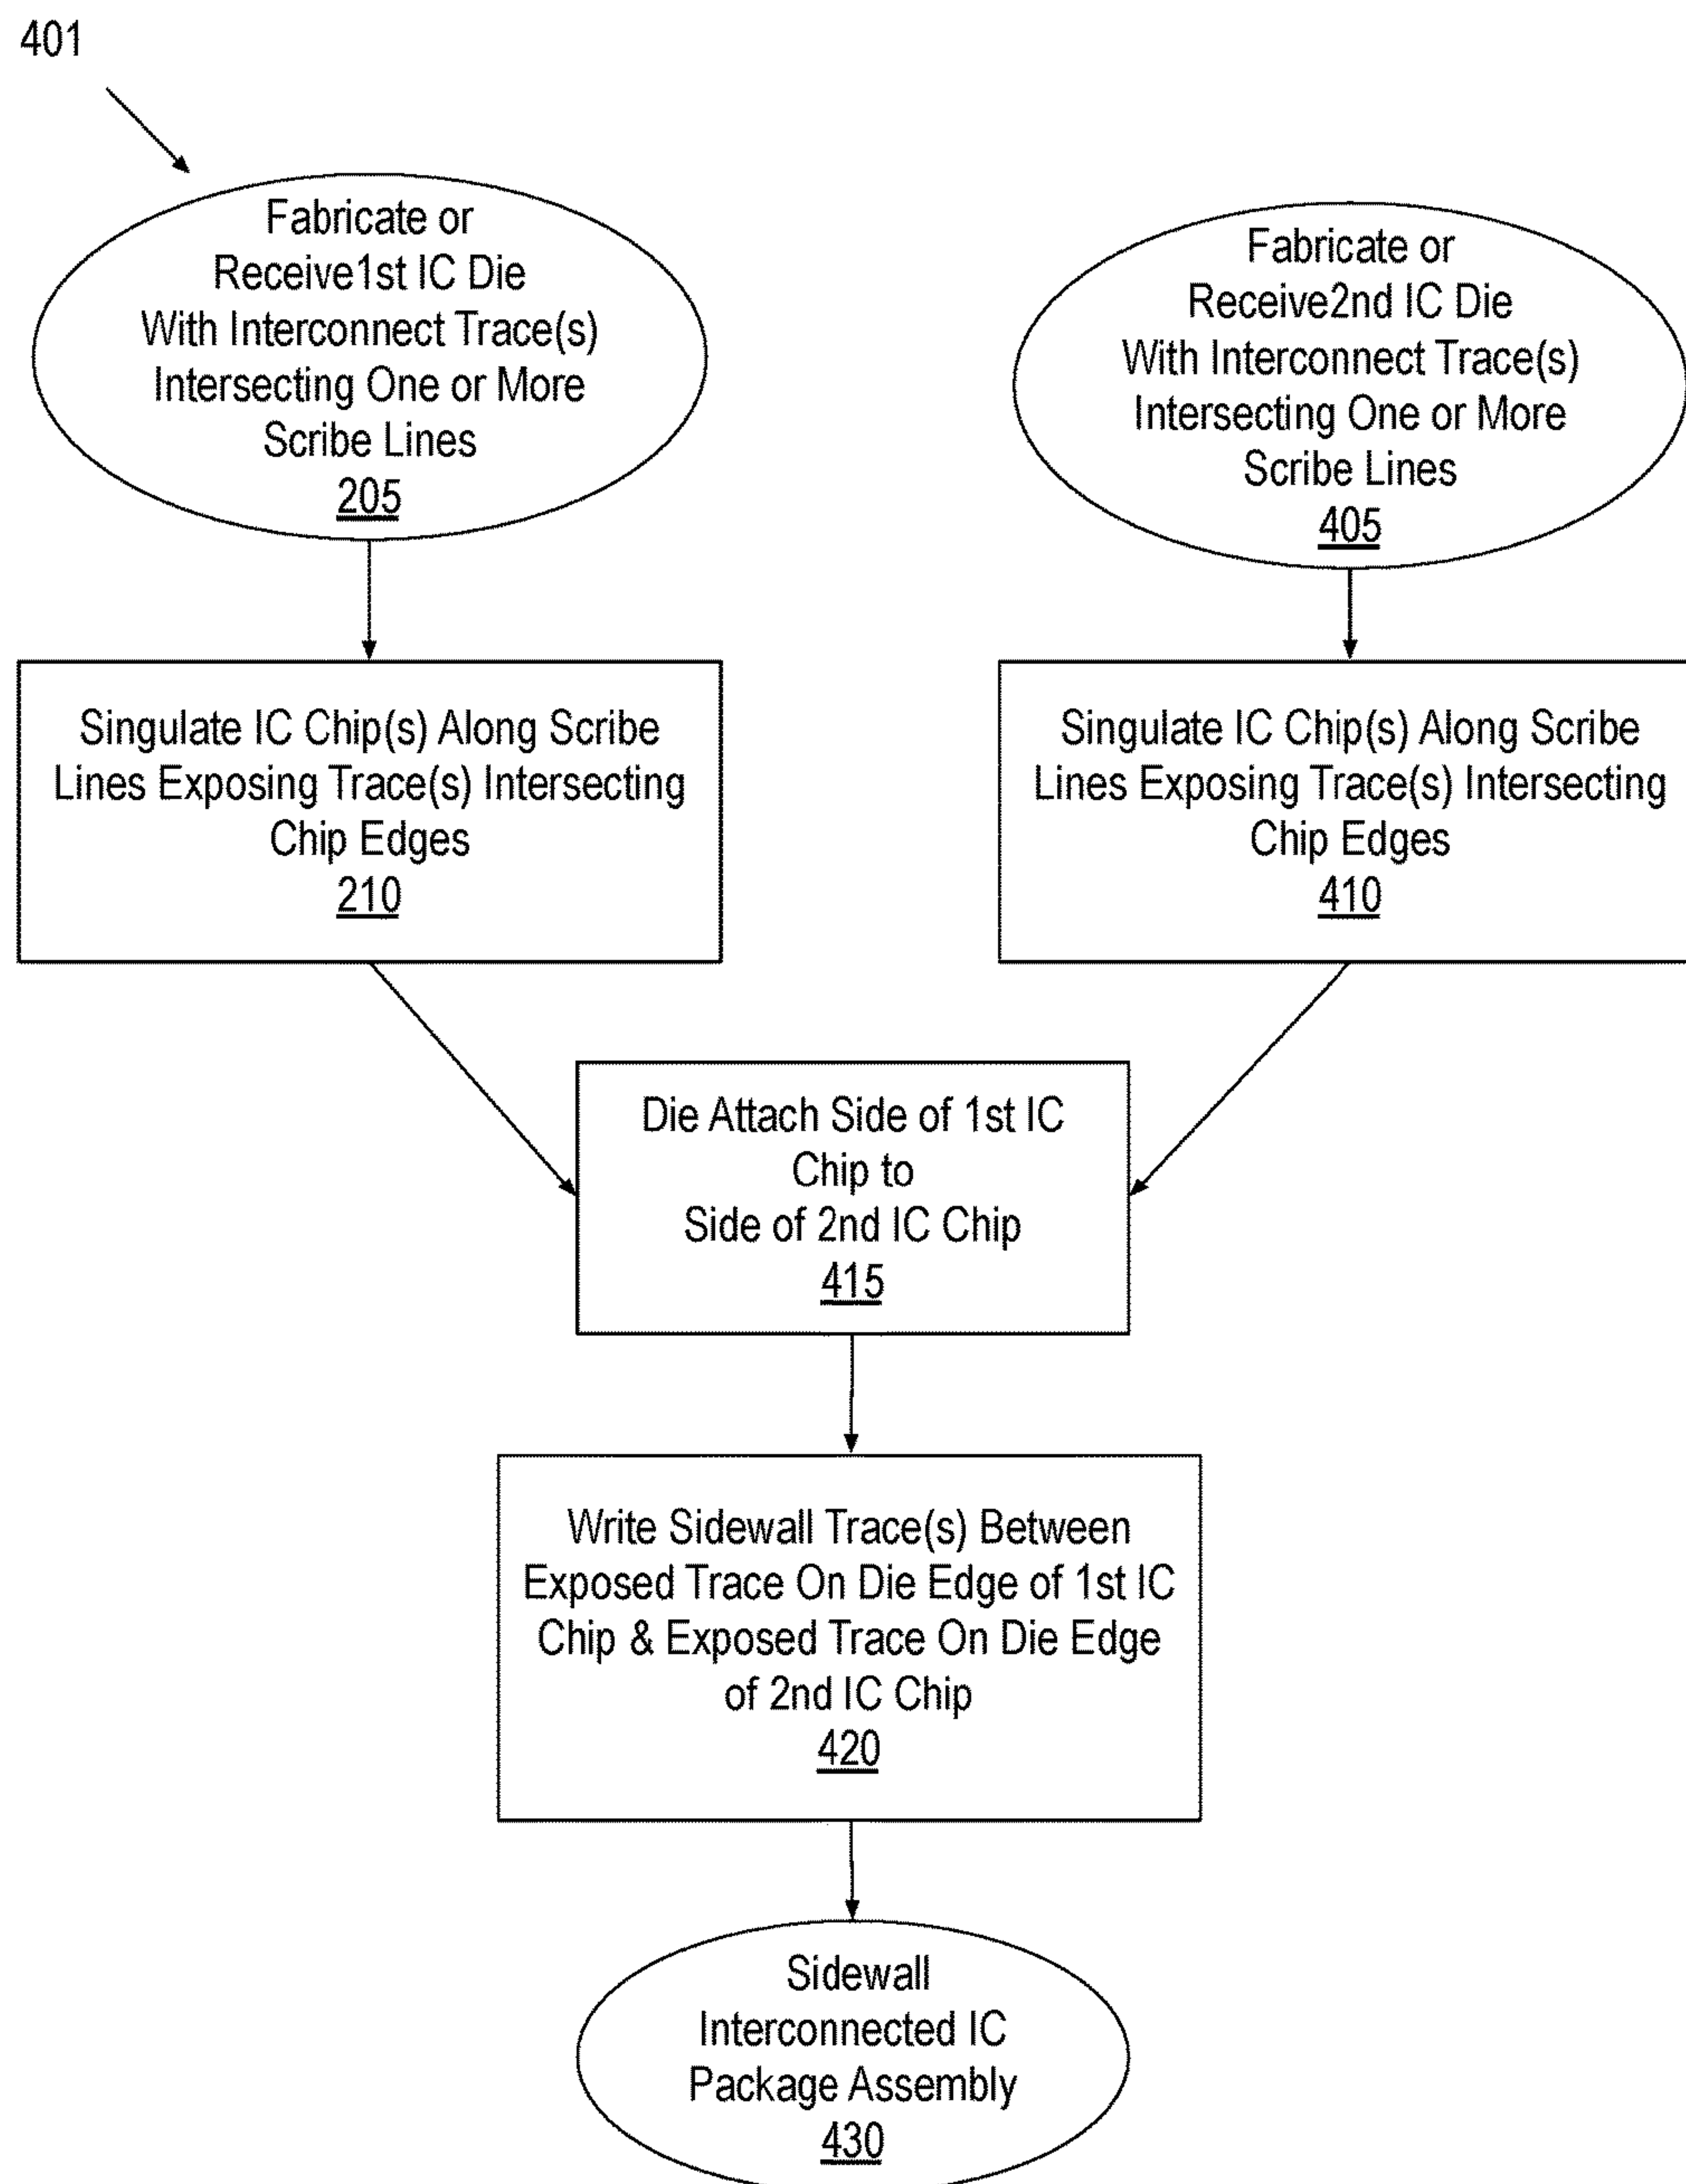 401
Fabricate or
Receive1st IC Die
With Interconnect Trace(s)
Intersecting One or More
Scribe Lines
205
Fabricate or
Receive2nd IC Die
With Interconnect Trace(s)
Intersecting One or More
Scribe Lines
405
Singulate IC Chip(s) Along Scribe
Lines Exposing Trace(s) Intersecting
Chip Edges
210
Singulate IC Chip(s) Along Scribe
Lines Exposing Trace(s) Intersecting
Chip Edges
410
Die Attach Side of 1st IC
Chip to
Side of 2nd IC Chip
415
Write Sidewall Trace(s) Between
Exposed Trace On Die Edge of 1st IC
Chip & Exposed Trace On Die Edge
of 2nd IC Chip
420
Sidewall
Interconnected IC
Package Assembly
430